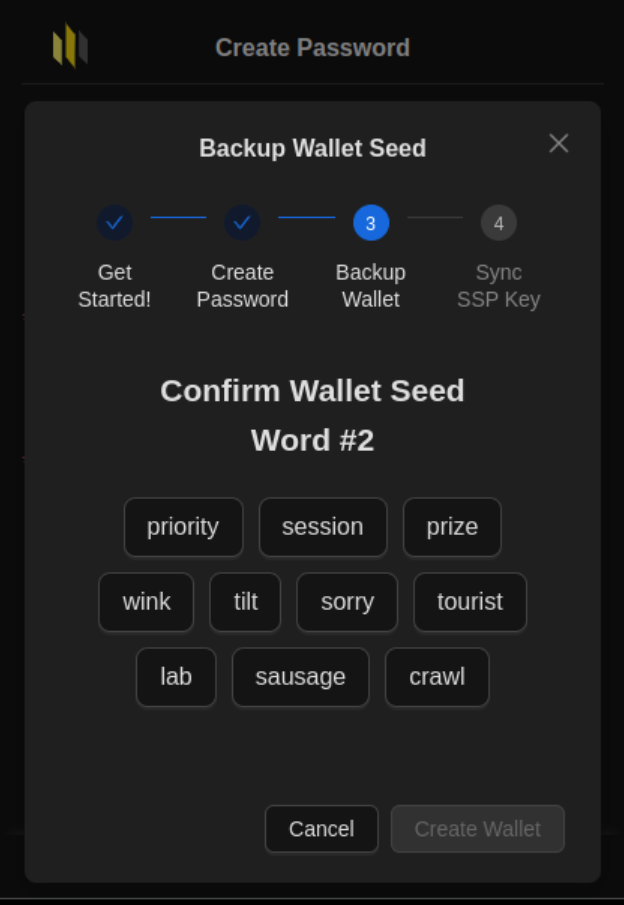 Create Password
Backup Wallet Seed
3
4
Get
Started!
Create
Password
Backup
Wallet
Sync
SSP Key
Confirm Wallet Seed
Word #2
priority session prize
wink tilt sorry tourist
lab sausage crawl
Cancel Create Wallet